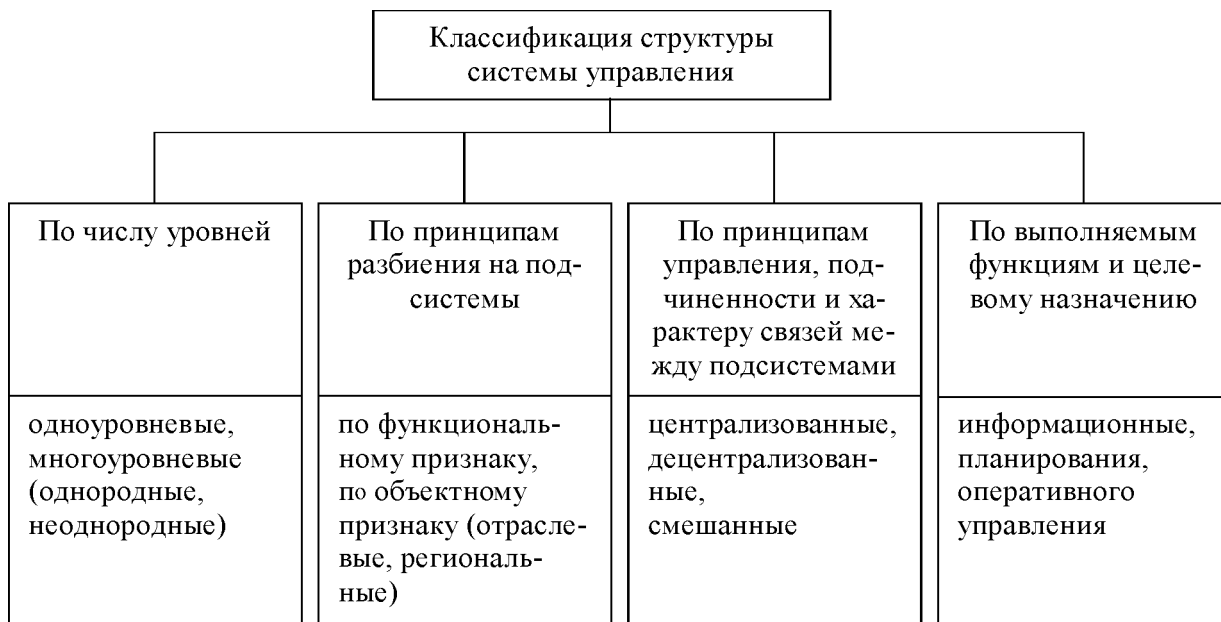 Классификация структуры
системы управления
По числу уровней
одноуровневые,
многоуровневые
(однородные,
неоднородные)
По принципам
разбиения на под-
системы
по функциональ-
ному признаку,
по объектному
признаку (отрасле-
вые, региональ-
ные)
По принципам
управления, под-
чиненности и ха-
рактеру связей ме-
жду подсистемами
централизованные,
децентрализован-
ные,
смешанные
По выполняемым
функциям и целе-
вому назначению
информационные,
планирования,
оперативного
управления